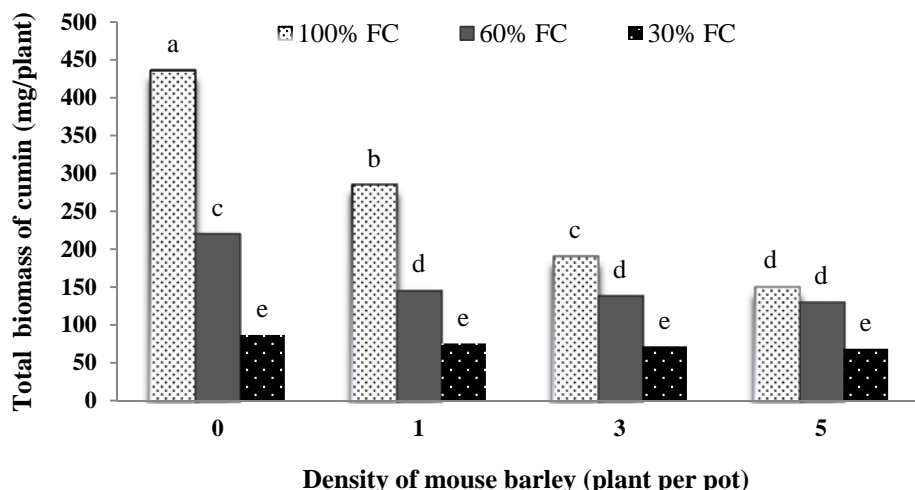 Total biomass of cumin (mg/plant)
500
450
400
350
300
250
200
150
100
50
0
100% FC 60% FC 30% FC
a
c
e
b
d
e
c
d
e
d
d
e
0 1 3 5
Density of mouse barley (plant per pot)